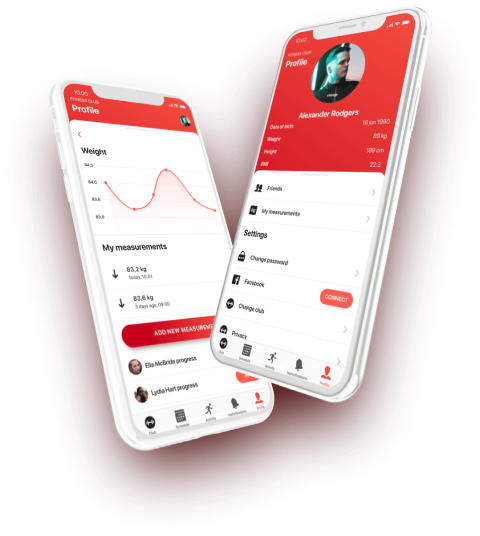 10:00
FITNESS CLUB
Profile
Weight
84,5
84,0
83,5
83,0
My measurements
83,2 kg
Today, 10:01
83,6 kg
3 days ago, 09:00
ADD NEW MEASUREMENT
Ella McBride progress
Lydia Hart progress
Club
Schedule
Activity
Notifications
Profile
10:00
FITNESS CLUB
Profile
Alexander Rodgers
Date of birth
16 jun 1990
Weight
89 kg
Height
199 cm
BMI
22.3
Friends
My measurements
Settings
Change password
Facebook
CONNECT
Change club
Privacy
Club
Schedule
Activity
Notifications
Profile